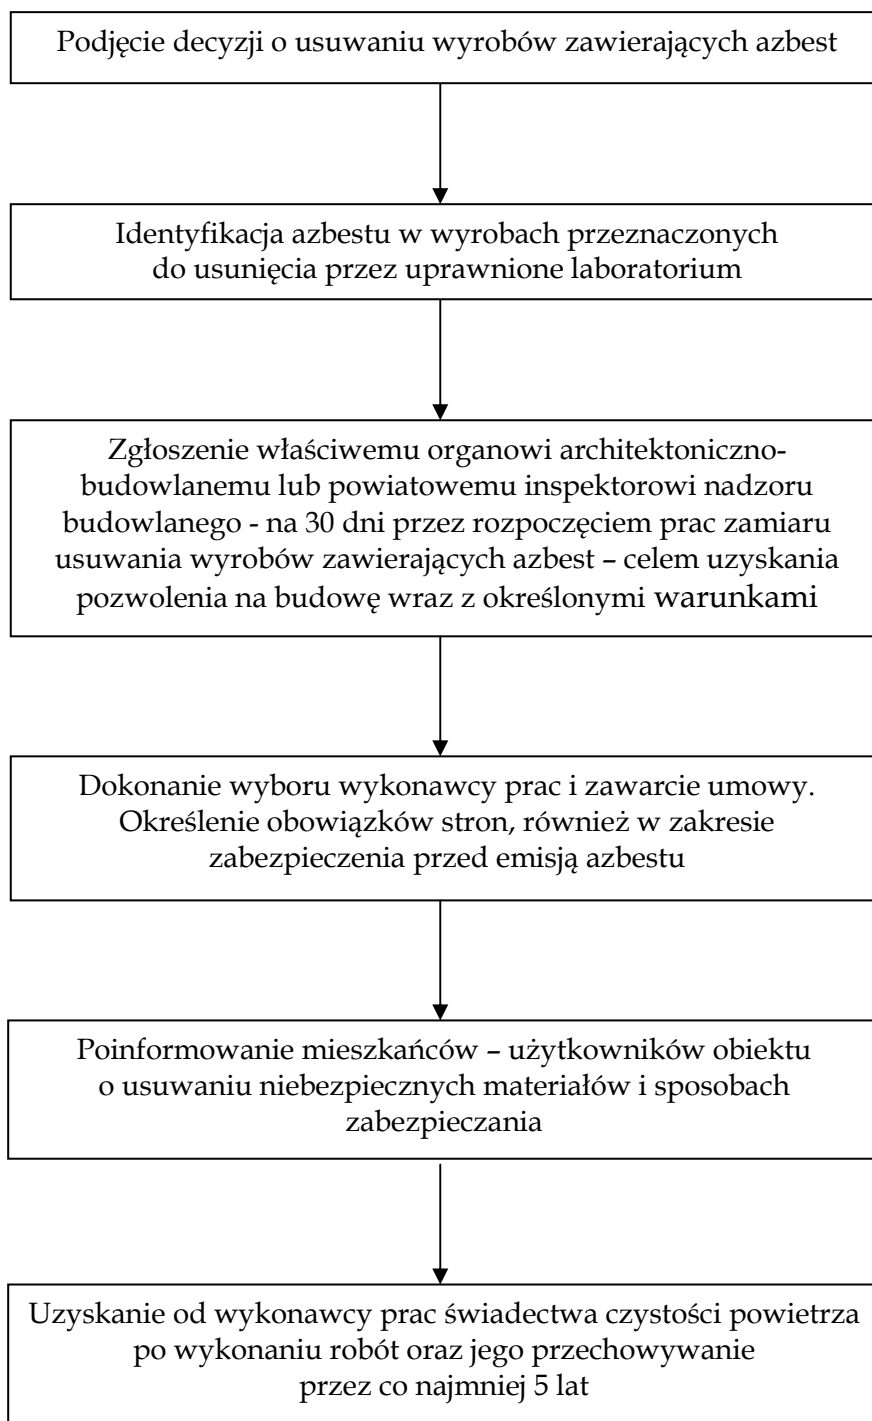 Podjęcie decyzji o usuwaniu wyrobów zawierających azbest
Identyfikacja azbestu w wyrobach przeznaczonych
do usunięcia przez uprawnione laboratorium
Zgłoszenie właściwemu organowi architektoniczno-
budowlanemu lub powiatowemu inspektorowi nadzoru
budowlanego - na 30 dni przez rozpoczęciem prac zamiaru
usuwania wyrobów zawierających azbest – celem uzyskania
pozwolenia na budowę wraz z określonymi warunkami
Dokonanie wyboru wykonawcy prac i zawarcie umowy.
Określenie obowiązków stron, również w zakresie
zabezpieczenia przed emisją azbestu
Poinformowanie mieszkańców – użytkowników obiektu
o usuwaniu niebezpiecznych materiałów i sposobach
zabezpieczania
Uzyskanie od wykonawcy prac świadectwa czystości powietrza
po wykonaniu robót oraz jego przechowywanie
przez co najmniej 5 lat